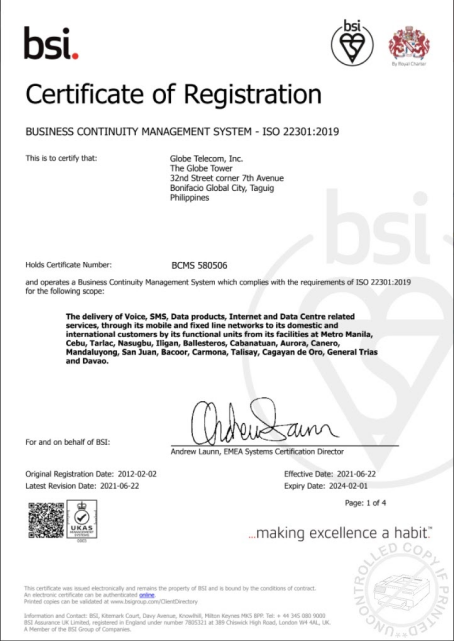 bsi.
bsi
By Royal Charter
Certificate of Registration
BUSINESS CONTINUITY MANAGEMENT SYSTEM - ISO 22301:2019
This is to certify that:
Globe Telecom, Inc.
The Globe Tower
32nd Street corner 7th Avenue
Bonifacio Global City, Taguig
Philippines
bsi
Holds Certificate Number:
BCMS 580506
and operates a Business Continuity Management System which complies with the requirements of ISO 22301:2019
for the following scope:
The delivery of Voice, SMS, Data products, Internet and Data Centre related
services, through its mobile and fixed line networks to its domestic and
international customers by its functional units from its facilities at Metro Manila,
Cebu, Tarlac, Nasugbu, Iligan, Ballesteros, Cabanatuan, Aurora, Canero,
Mandaluyong, San Juan, Bacoor, Carmona, Talisay, Cagayan de Oro, General Trias
and Davao.
Andrew Launn
For and on behalf of BSI:
Andrew Launn, EMEA Systems Certification Director
Original Registration Date: 2012-02-02
Effective Date: 2021-06-22
Latest Revision Date: 2021-06-22
Expiry Date: 2024-02-01
Page: 1 of 4
UKAS
MANAGEMENT
SYSTEMS
...making excellence a habit.™
UNCONTROLLED COPY IF PRINTED
This certificate was issued electronically and remains the property of BSI and is bound by the conditions of contract.
An electronic certificate can be authenticated online.
Printed copies can be validated at www.bsigroup.com/ClientDirectory
Information and Contact: BSI, Kitemark Court, Davy Avenue, Knowlhill, Milton Keynes MK5 8PP. Tel: + 44 345 080 9000
BSI Assurance UK Limited, registered in England under number 7805321 at 389 Chiswick High Road, London W4 4AL, UK.
A Member of the BSI Group of Companies.